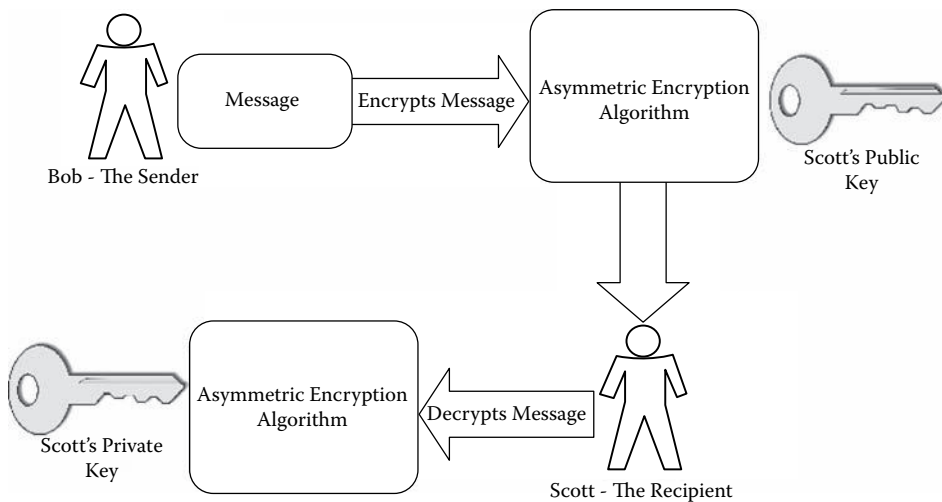 Message
Encrypts Message
Asymmetric Encryption
Algorithm
Scott's Public
Key
Bob - The Sender
Scott's Private
Key
Asymmetric Encryption
Algorithm
Decrypts Message
Scott - The Recipient